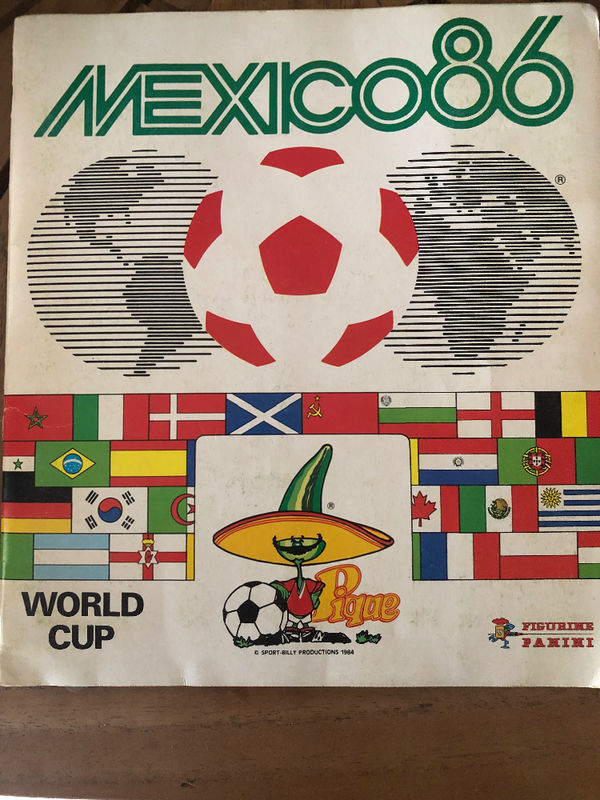 MEXICO86
®
®
Pique
WORLD
CUP
© SPORT-BILLY PRODUCTIONS 1984
FIGURINE
PANINI